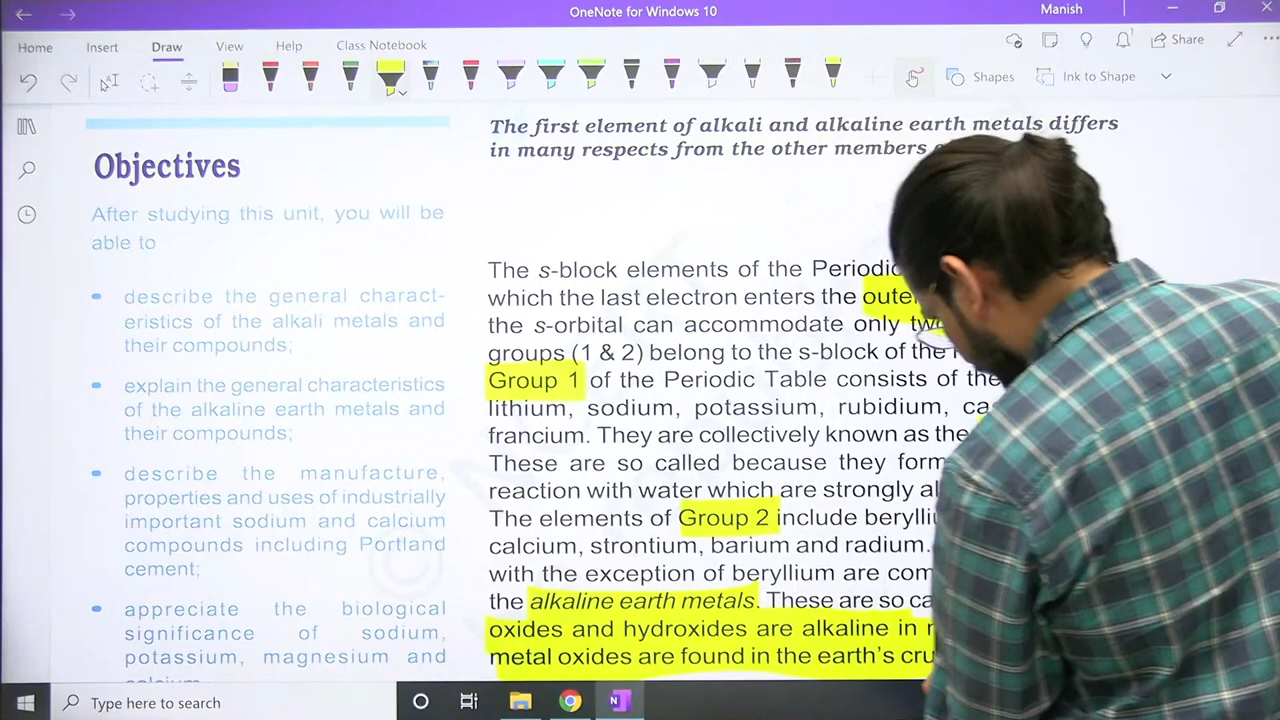 OneNote for Windows 10
Manish
Home
Insert
Draw
View
Help
Class Notebook
Share
Shapes
Ink to Shape
Objectives
After studying this unit, you will be
able to
• describe the general charact-
eristics of the alkali metals and
their compounds;
• explain the general characteristics
of the alkaline earth metals and
their compounds;
• describe the manufacture,
properties and uses of industrially
important sodium and calcium
compounds including Portland
cement;
• appreciate the biological
significance of sodium,
potassium, magnesium and
The first element of alkali and alkaline earth metals differs
in many respects from the other members
The s-block elements of the Periodic
which the last electron enters the
the s-orbital can accommodate only
groups (1 & 2) belong to the s-block of the
Group 1 of the Periodic Table consists of the
lithium, sodium, potassium, rubidium,
francium. They are collectively known as the
These are so called because they form
reaction with water which are strongly
The elements of Group 2 include
calcium, strontium, barium and radium.
with the exception of beryllium are
the alkaline earth metals. These are so
oxides and hydroxides are alkaline in
metal oxides are found in the earth's
Type here to search